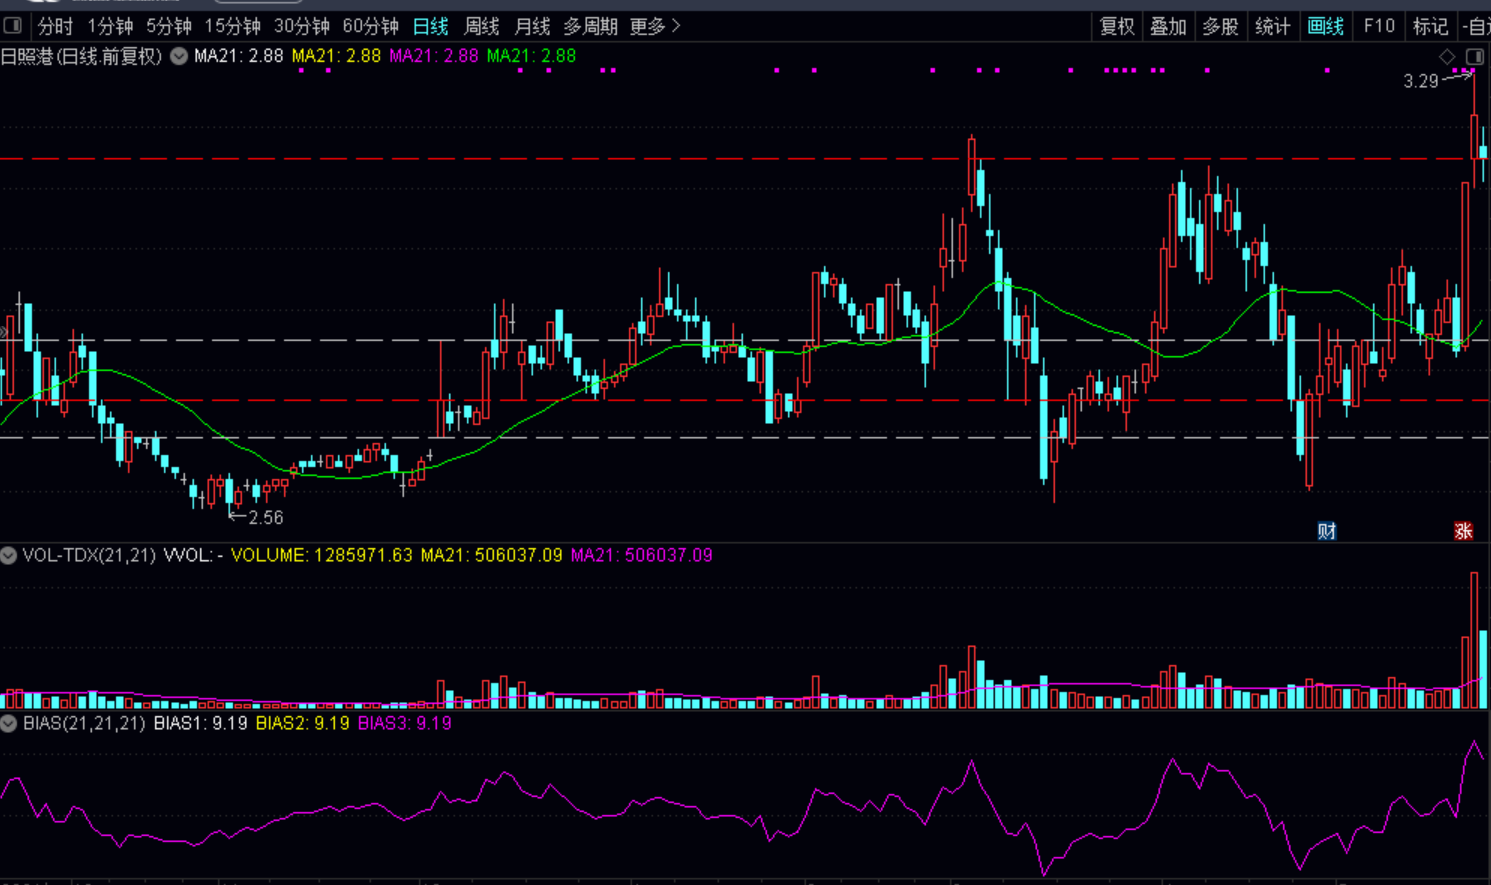 分时 1分钟 5分钟 15分钟 30分钟 60分钟 日线 周线 月线 多周期 更多 复权 叠加 多股 统计 画线 F10 标记 -自
日照港(日线.前复权) MA21: 2.88 MA21: 2.88 MA21: 2.88 MA21: 2.88
3.29
2.56
财 涨
VOL-TDX(21,21) VVOL: - VOLUME: 1285971.63 MA21: 506037.09 MA21: 506037.09
BIAS(21,21,21) BIAS1: 9.19 BIAS2: 9.19 BIAS3: 9.19